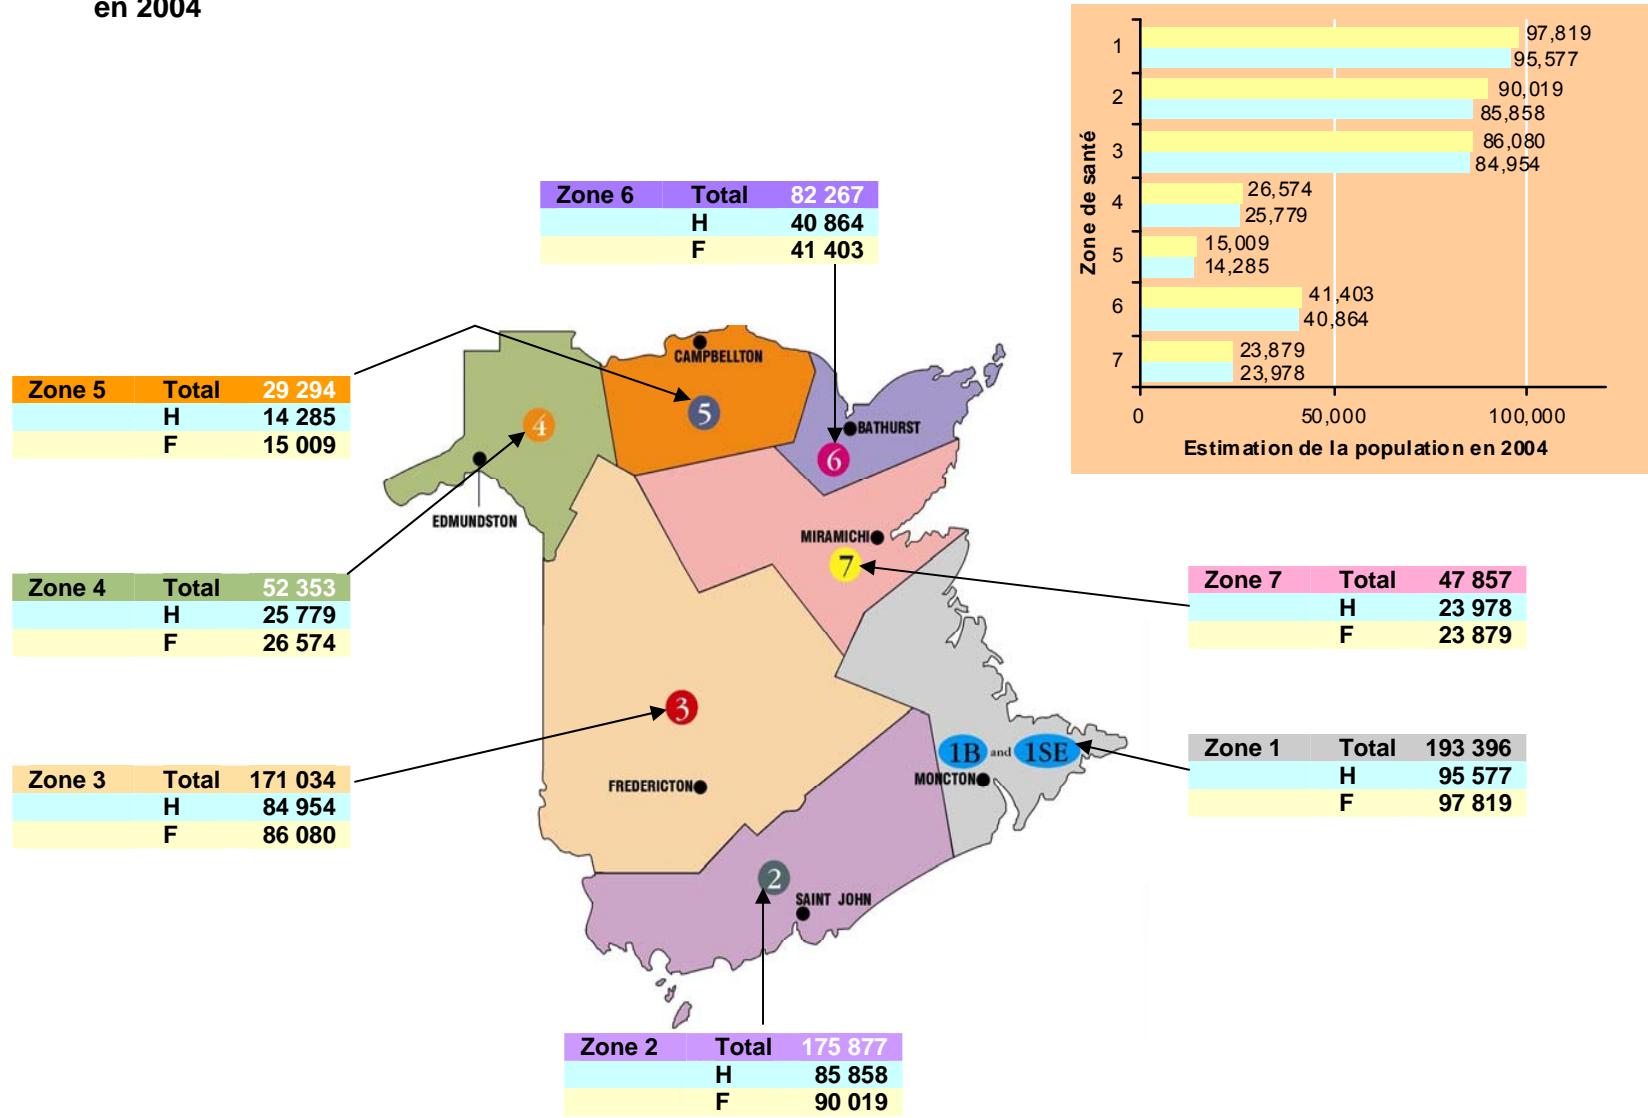 en 2004
Zone de santé
1 97,819
95,577
2 90,019
85,858
3 86,080
84,954
4 26,574
25,779
5 15,009
14,285
6 41,403
40,864
7 23,879
23,978
0 50,000 100,000
Estimation de la population en 2004
Zone 6 Total 82 267
H 40 864
F 41 403
Zone 5 Total 29 294
H 14 285
F 15 009
Zone 4 Total 52 353
H 25 779
F 26 574
Zone 3 Total 171 034
H 84 954
F 86 080
CAMPBELLTON
5
4
BATHURST
6
EDMUNDSTON
MIRAMICHI
7
3
1B and 1SE
MONCTON
FREDERICTON
2
SAINT JOHN
Zone 7 Total 47 857
H 23 978
F 23 879
Zone 1 Total 193 396
H 95 577
F 97 819
Zone 2 Total 175 877
H 85 858
F 90 019